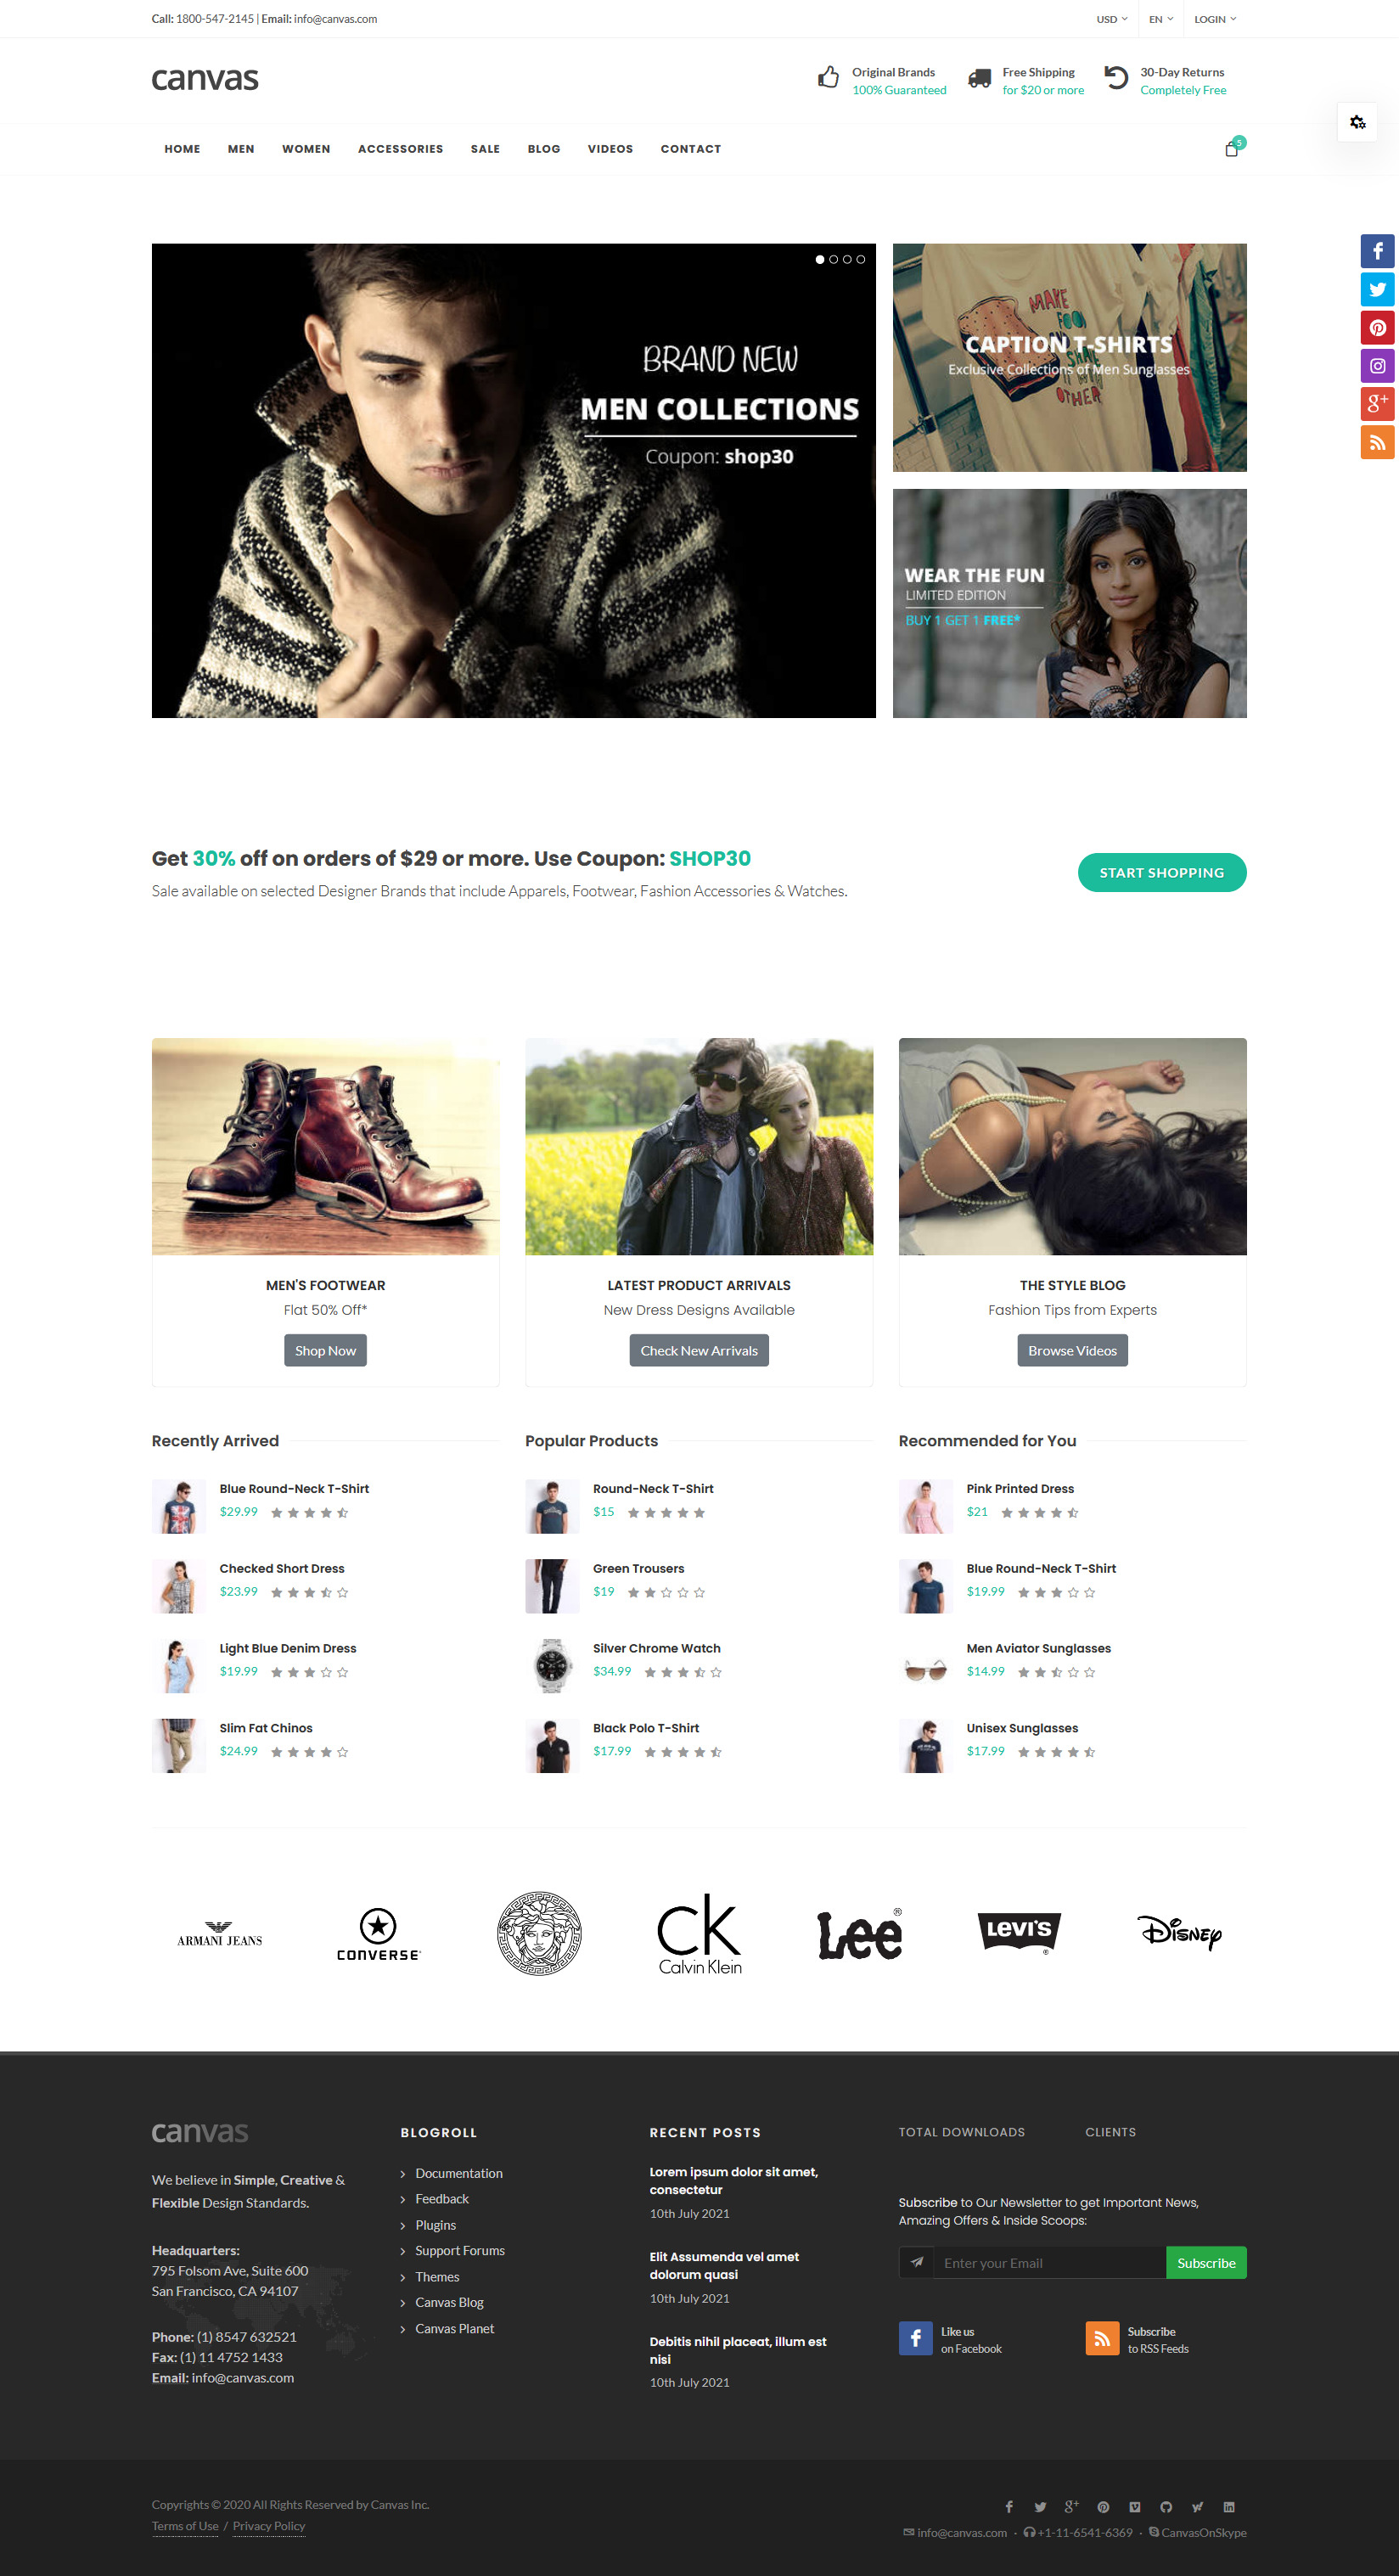 Call: 1800-547-2145 | Email: info@canvas.com
USD
EN
LOGIN
canvas
Original Brands
100% Guaranteed
Free Shipping
for $20 or more
30-Day Returns
Completely Free
HOME
MEN
WOMEN
ACCESSORIES
SALE
BLOG
VIDEOS
CONTACT
5
BRAND NEW
MEN COLLECTIONS
Coupon: shop30
MAKE
FOO
CAPTION T-SHIRTS
Exclusive Collections of Men Sunglasses
OTHER
WEAR THE FUN
LIMITED EDITION
BUY 1 GET 1 FREE*
g+
Get 30% off on orders of $29 or more. Use Coupon: SHOP30
Sale available on selected Designer Brands that include Apparels, Footwear, Fashion Accessories & Watches.
START SHOPPING
MEN'S FOOTWEAR
Flat 50% Off*
Shop Now
LATEST PRODUCT ARRIVALS
New Dress Designs Available
Check New Arrivals
THE STYLE BLOG
Fashion Tips from Experts
Browse Videos
Recently Arrived
Blue Round-Neck T-Shirt
$29.99
Checked Short Dress
$23.99
Light Blue Denim Dress
$19.99
Slim Fat Chinos
$24.99
Popular Products
Round-Neck T-Shirt
$15
Green Trousers
$19
Silver Chrome Watch
$34.99
Black Polo T-Shirt
$17.99
Recommended for You
Pink Printed Dress
$21
Blue Round-Neck T-Shirt
$19.99
Men Aviator Sunglasses
$14.99
Unisex Sunglasses
$17.99
ARMANI JEANS
CONVERSE
ck
Calvin Klein
Lee®
LEVI'S®
Disney
canvas
We believe in Simple, Creative &
Flexible Design Standards.
Headquarters:
795 Folsom Ave, Suite 600
San Francisco, CA 94107
Phone: (1) 8547 632521
Fax: (1) 11 4752 1433
Email: info@canvas.com
BLOGROLL
Documentation
Feedback
Plugins
Support Forums
Themes
Canvas Blog
Canvas Planet
RECENT POSTS
Lorem ipsum dolor sit amet,
consectetur
10th July 2021
Elit Assumenda vel amet
dolorum quasi
10th July 2021
Debitis nihil placeat, illum est
nisi
10th July 2021
TOTAL DOWNLOADS
CLIENTS
Subscribe to Our Newsletter to get Important News,
Amazing Offers & Inside Scoops:
Enter your Email
Subscribe
Like us
on Facebook
Subscribe
to RSS Feeds
Copyrights © 2020 All Rights Reserved by Canvas Inc.
Terms of Use / Privacy Policy
g+
info@canvas.com · +1-11-6541-6369 · CanvasOnSkype